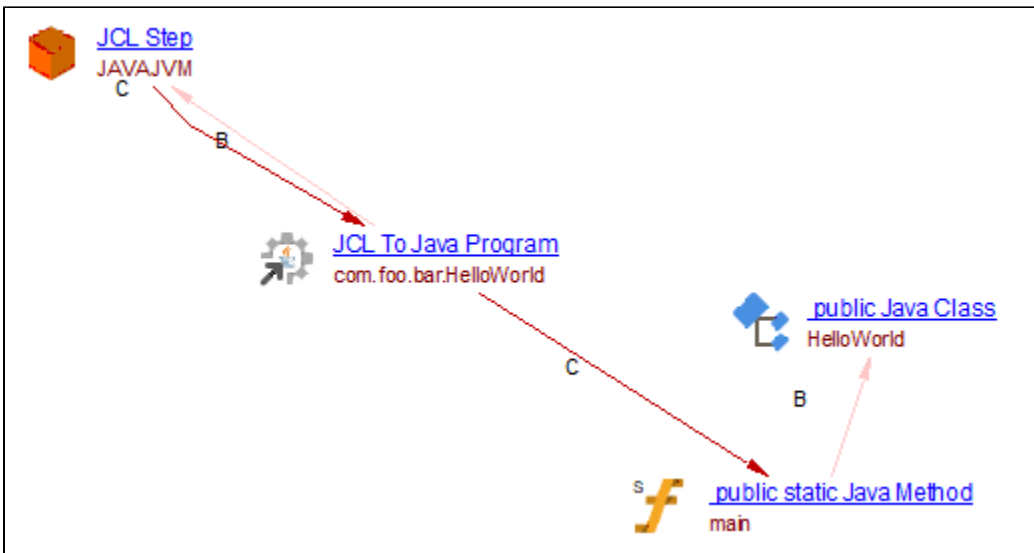 JCL Step
JAVAJVM
C
B
JCL To Java Program
com.foo.bar.HelloWorld
public Java Class
HelloWorld
C
B
S
public static Java Method
main